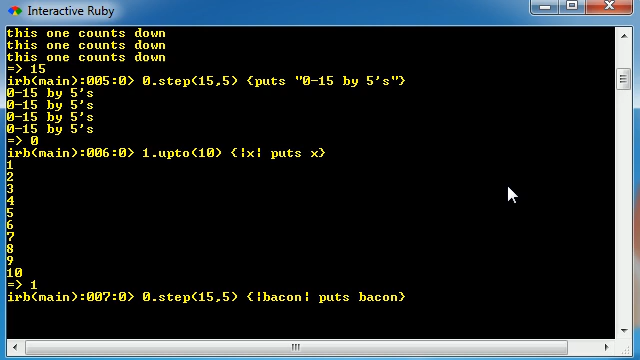 Interactive Ruby
this one counts down
this one counts down
this one counts down
=> 15
irb(main):005:0> 0.step(15,5) {puts "0-15 by 5's"}
0-15 by 5's
0-15 by 5's
0-15 by 5's
0-15 by 5's
=> 0
irb(main):006:0> 1.upto(10) {|x| puts x}
1
2
3
4
5
6
7
8
9
10
=> 1
irb(main):007:0> 0.step(15,5) {|bacon| puts bacon}